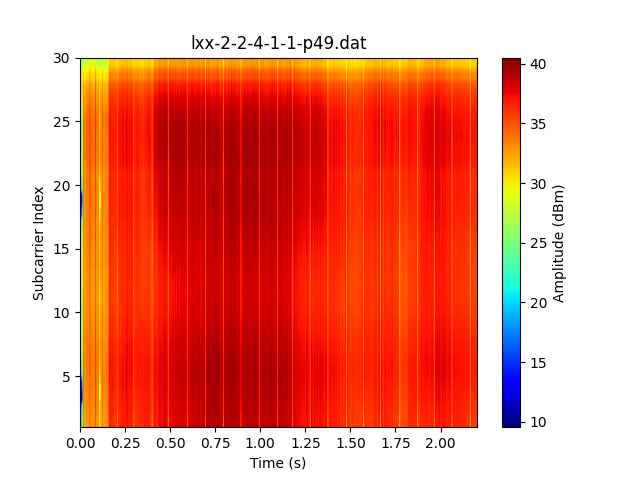 lxx-2-2-4-1-1-p49.dat
30
25
20
15
10
5
Subcarrier Index
0.00 0.25 0.50 0.75 1.00 1.25 1.50 1.75 2.00
Time (s)
40
35
30
25
20
15
10
Amplitude (dBm)